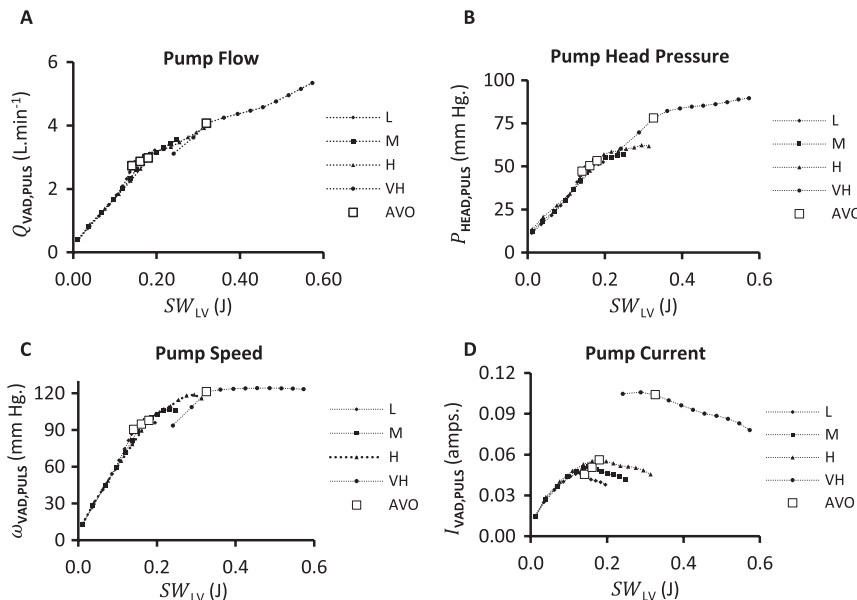 A
Pump Flow
Q_VAD,PULS (L.min⁻¹)
6
4
2
0
0.00 0.20 0.40 0.60
SW_LV (J)
L
M
H
VH
AVO
B
Pump Head Pressure
P_HEAD,PULS (mm Hg.)
100
75
50
25
0
0.00 0.20 0.40 0.60
SW_LV (J)
L
M
H
VH
AVO
C
Pump Speed
ω_VAD,PULS (mm Hg.)
120
90
60
30
0
0.0 0.2 0.4 0.6
SW_LV (J)
L
M
H
VH
AVO
D
Pump Current
I_VAD,PULS (amps.)
0.12
0.09
0.06
0.03
0.00
0.0 0.2 0.4 0.6
SW_LV (J)
L
M
H
VH
AVO